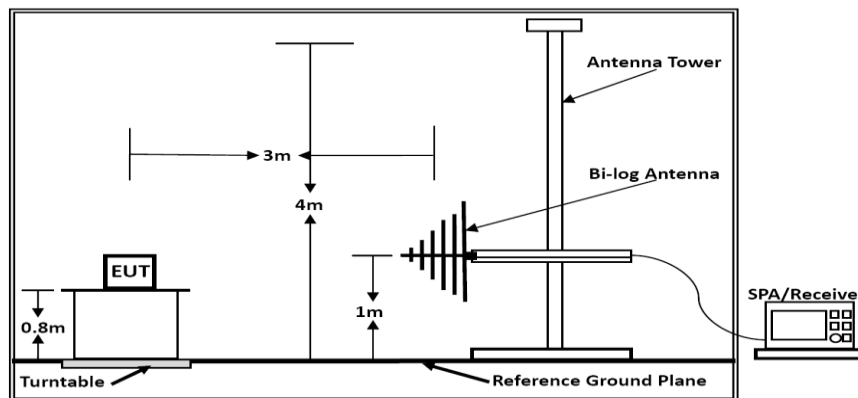 Antenna Tower
3m
Bi-log Antenna
4m
EUT
1m
SPA/Receive
0.8m
Turntable
Reference Ground Plane